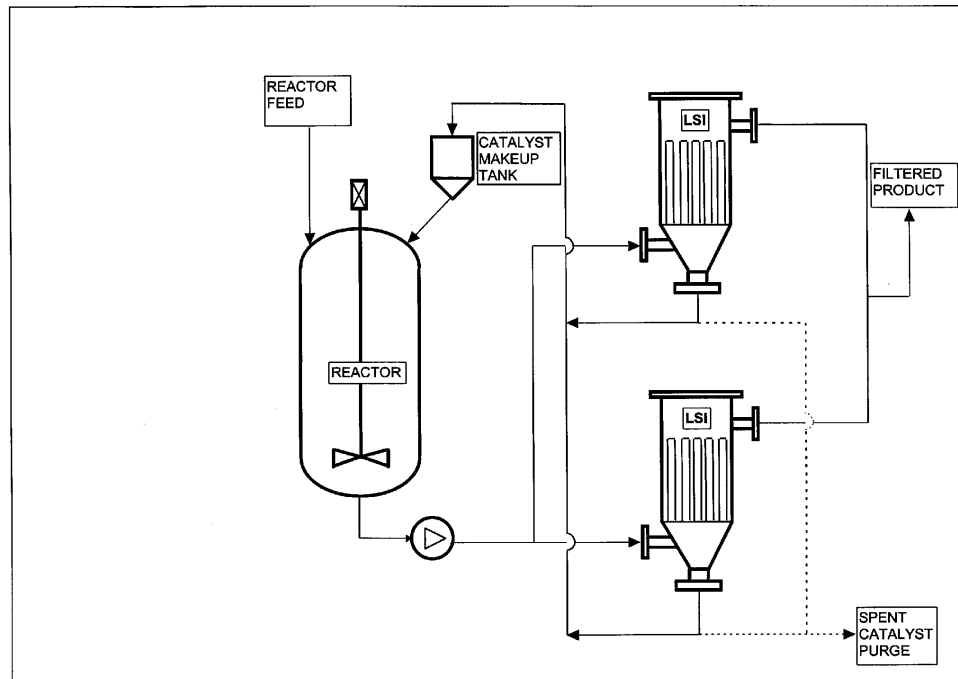 REACTOR
FEED
CATALYST
MAKEUP
TANK
LSI
FILTERED
PRODUCT
REACTOR
LSI
SPENT
CATALYST
PURGE